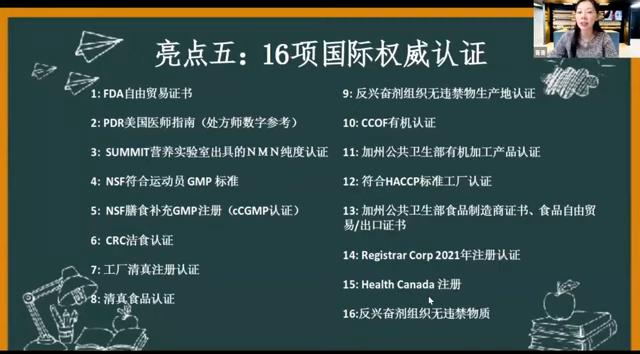 亮点五：16项国际权威认证
1: FDA自由贸易证书
2: PDR美国医师指南（处方师数字参考）
3: SUMMIT营养实验室出具的NMN纯度认证
4: NSF符合运动员 GMP 标准
5: NSF膳食补充GMP注册（cCGMP认证）
6: CRC洁食认证
7: 工厂清真注册认证
8: 清真食品认证
9: 反兴奋剂组织无违禁物生产地认证
10: CCOF有机认证
11: 加州公共卫生部有机加工产品认证
12: 符合HACCP标准工厂认证
13: 加州公共卫生部食品制造商证书、食品自由贸
易/出口证书
14: Registrar Corp 2021年注册认证
15: Health Canada 注册
16:反兴奋剂组织无违禁物质